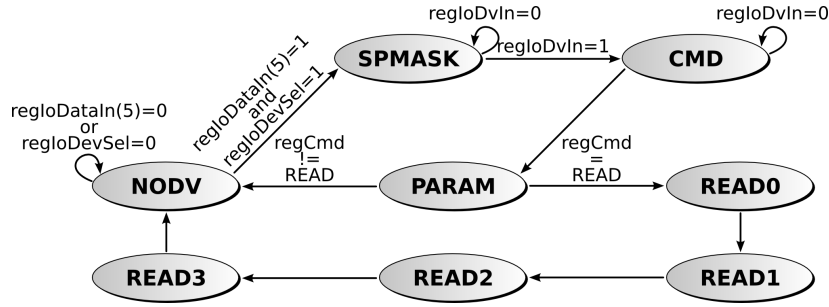 regIoDvIn=0
regIoDvIn=0
SPMASK
regIoDvIn=1
CMD
regIoDataIn(5)=1
and
regIoDevSel=1
regIoDataIn(5)=0
or
regIoDevSel=0
NODV
regCmd
!=
READ
PARAM
regCmd
=
READ
READ0
READ3
READ2
READ1